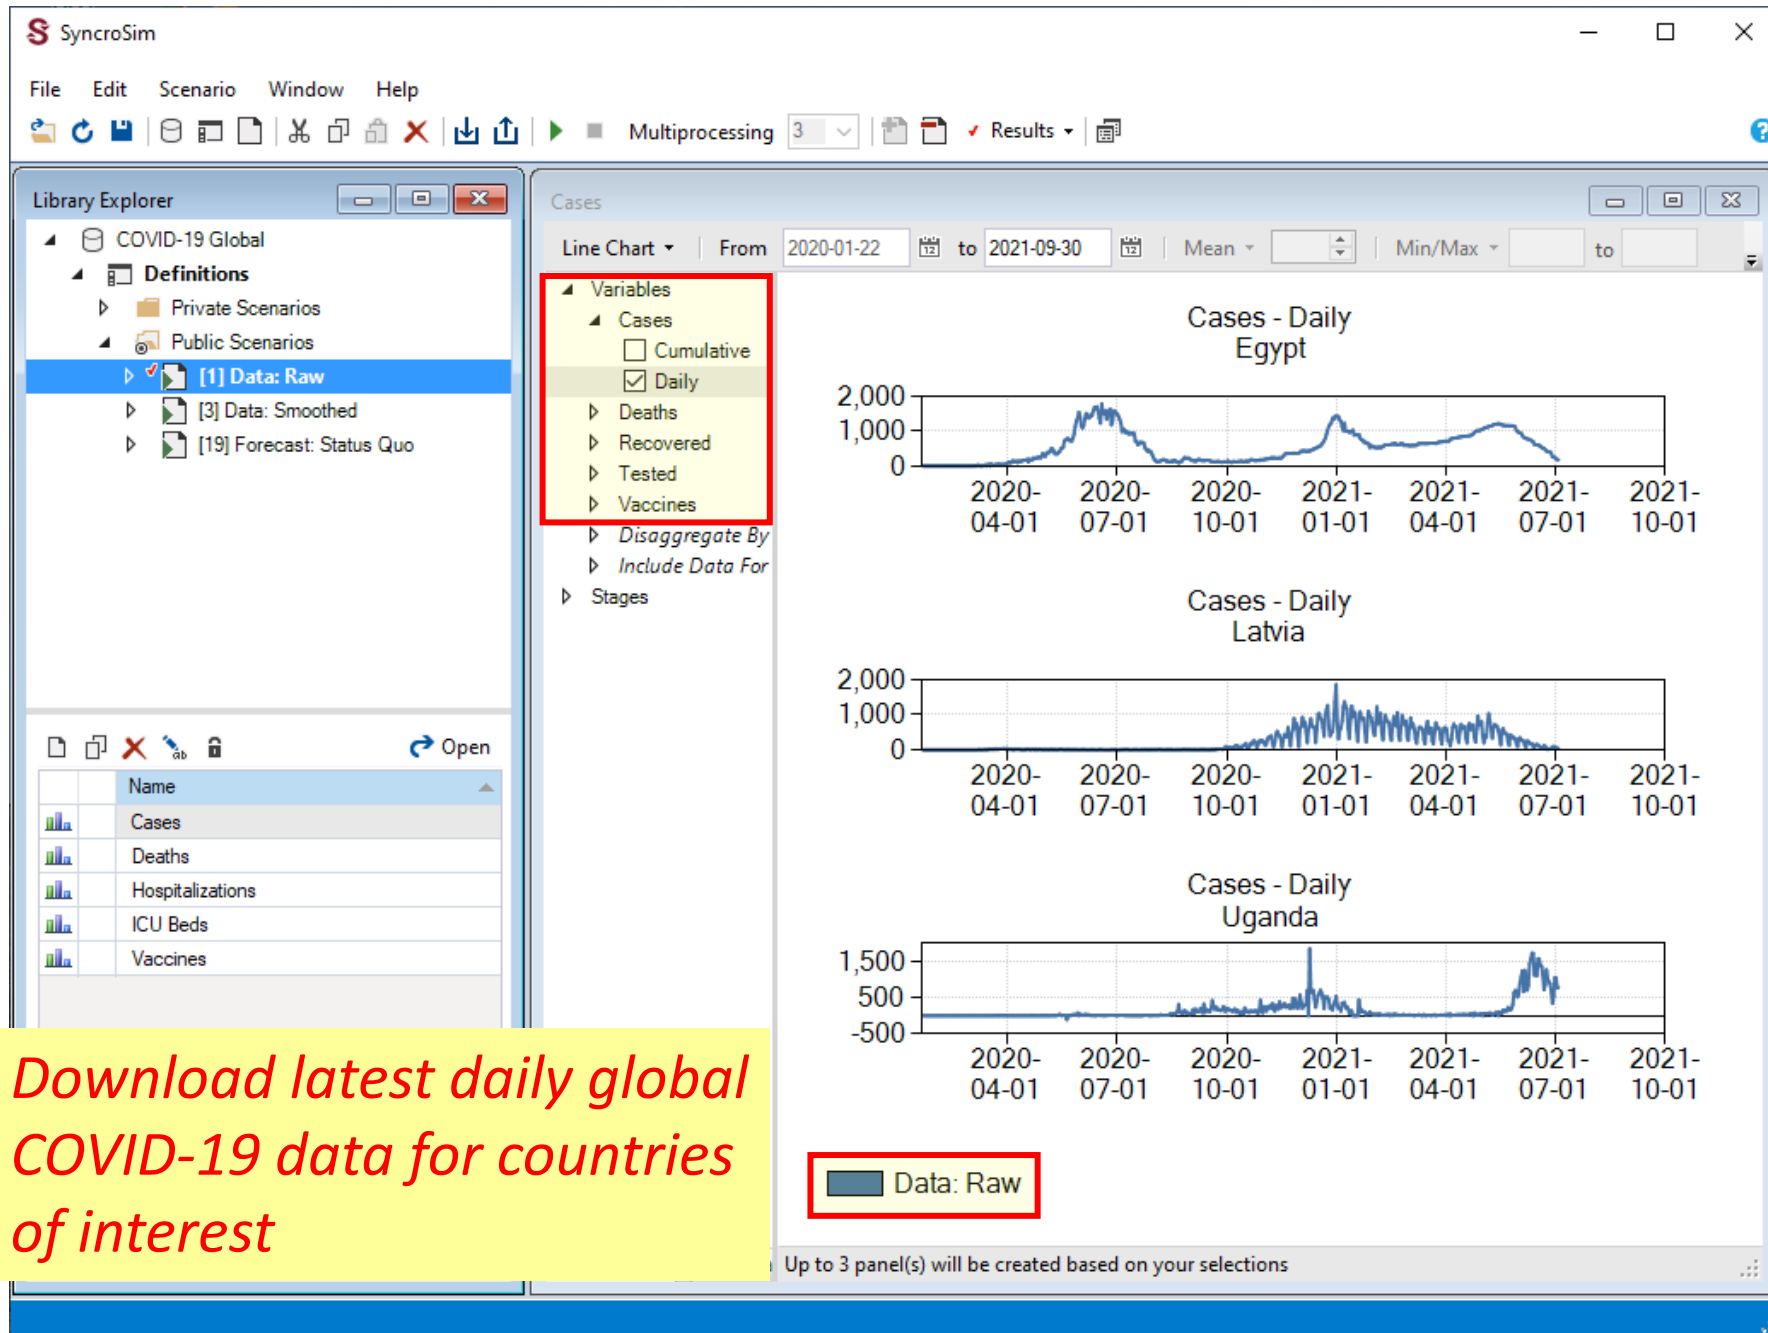 SyncroSim
File Edit Scenario Window Help
Multiprocessing 3 Results
Library Explorer
COVID-19 Global
Definitions
Private Scenarios
Public Scenarios
[1] Data: Raw
[3] Data: Smoothed
[19] Forecast: Status Quo
ab Open
Name
Cases
Deaths
Hospitalizations
ICU Beds
Vaccines
Cases
Line Chart From 2020-01-22 12 to 2021-09-30 12 Mean Min/Max to
Variables
Cases
Cumulative
Daily
Deaths
Recovered
Tested
Vaccines
Disaggregate By
Include Data For
Stages
Cases - Daily
Egypt
2,000
1,000
0
2020- 2020- 2020- 2021- 2021- 2021- 2021-
04-01 07-01 10-01 01-01 04-01 07-01 10-01
Cases - Daily
Latvia
2,000
1,000
0
2020- 2020- 2020- 2021- 2021- 2021- 2021-
04-01 07-01 10-01 01-01 04-01 07-01 10-01
Cases - Daily
Uganda
1,500
500
-500
2020- 2020- 2020- 2021- 2021- 2021- 2021-
04-01 07-01 10-01 01-01 04-01 07-01 10-01
Data: Raw
Up to 3 panel(s) will be created based on your selections
Download latest daily global
COVID-19 data for countries
of interest